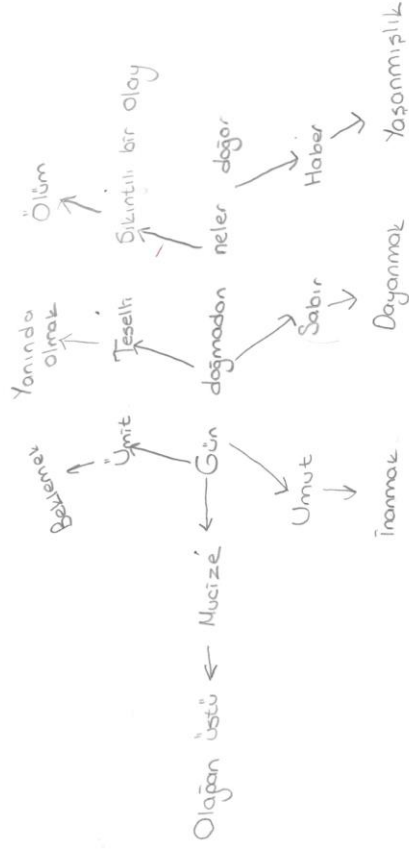 Ölüm
Yanında
olmak
Sıkıntılı bir olay
Beklemek
Ümit
Teselli
Olağan üstü
Mucize
Gün doğmadan neler doğar
Umut
Sabır
Haber
İnanmak
Dayanmak
Yaşanmışlık